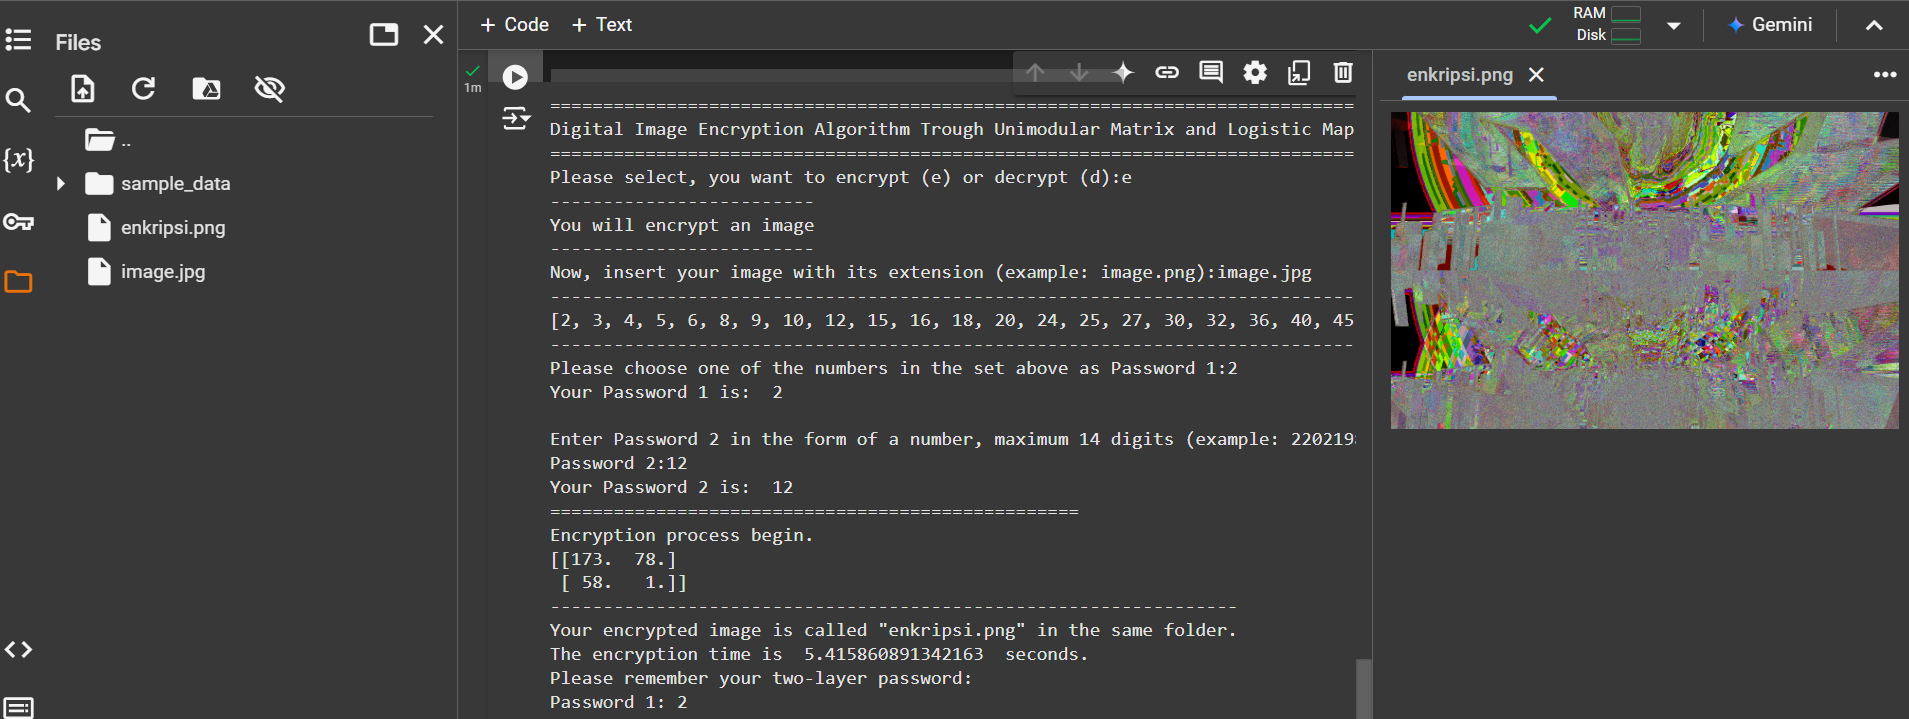 + Code + Text
RAM
Disk
Gemini
Files
..
sample_data
enkripsi.png
image.jpg
{x}
1m
================================================================================
Digital Image Encryption Algorithm Trough Unimodular Matrix and Logistic Map
================================================================================
Please select, you want to encrypt (e) or decrypt (d):e
-------------------------
You will encrypt an image
-------------------------
Now, insert your image with its extension (example: image.png):image.jpg
----------------------------------------------------------------------------
[2, 3, 4, 5, 6, 8, 9, 10, 12, 15, 16, 18, 20, 24, 25, 27, 30, 32, 36, 40, 45
----------------------------------------------------------------------------
Please choose one of the numbers in the set above as Password 1:2
Your Password 1 is:  2
Enter Password 2 in the form of a number, maximum 14 digits (example: 220219
Password 2:12
Your Password 2 is:  12
==================================================
Encryption process begin.
[[173.  78.]
 [ 58.   1.]]
-----------------------------------------------------------------
Your encrypted image is called "enkripsi.png" in the same folder.
The encryption time is  5.415860891342163  seconds.
Please remember your two-layer password:
Password 1: 2
enkripsi.png